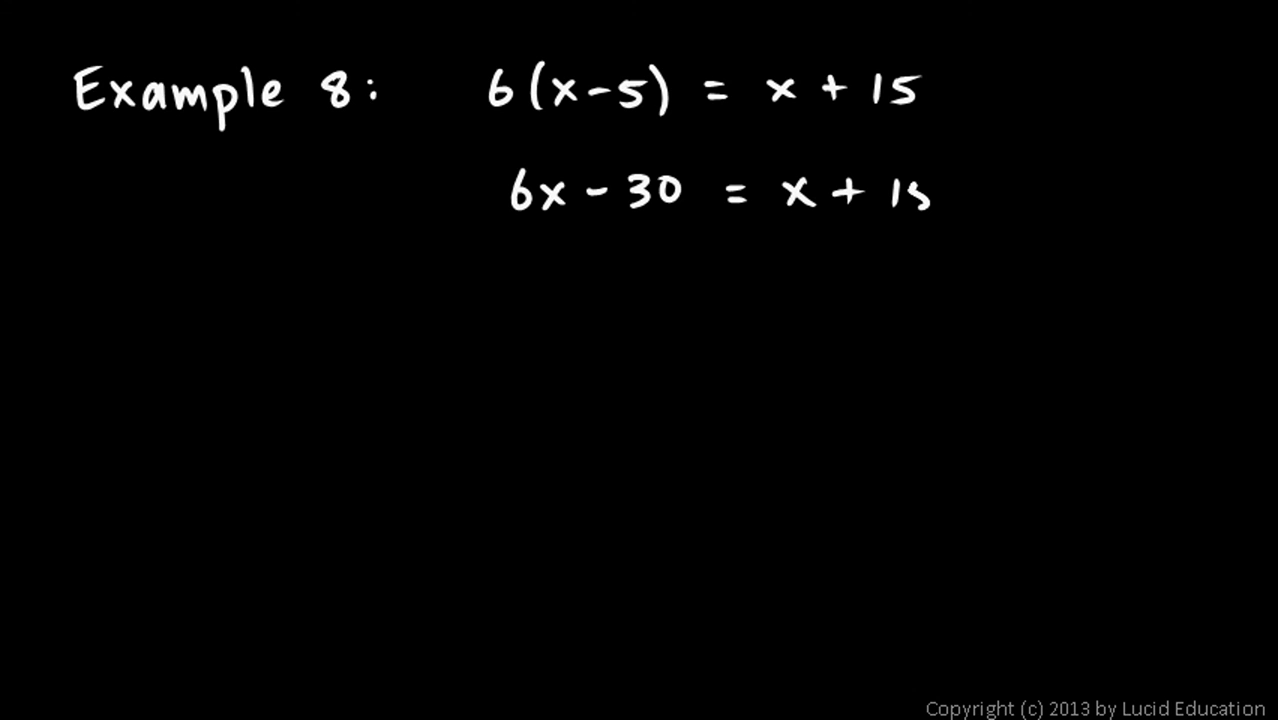 Example 8: 6(x-5) = x + 15
6x - 30 = x + 15
Copyright (c) 2013 by Lucid Education